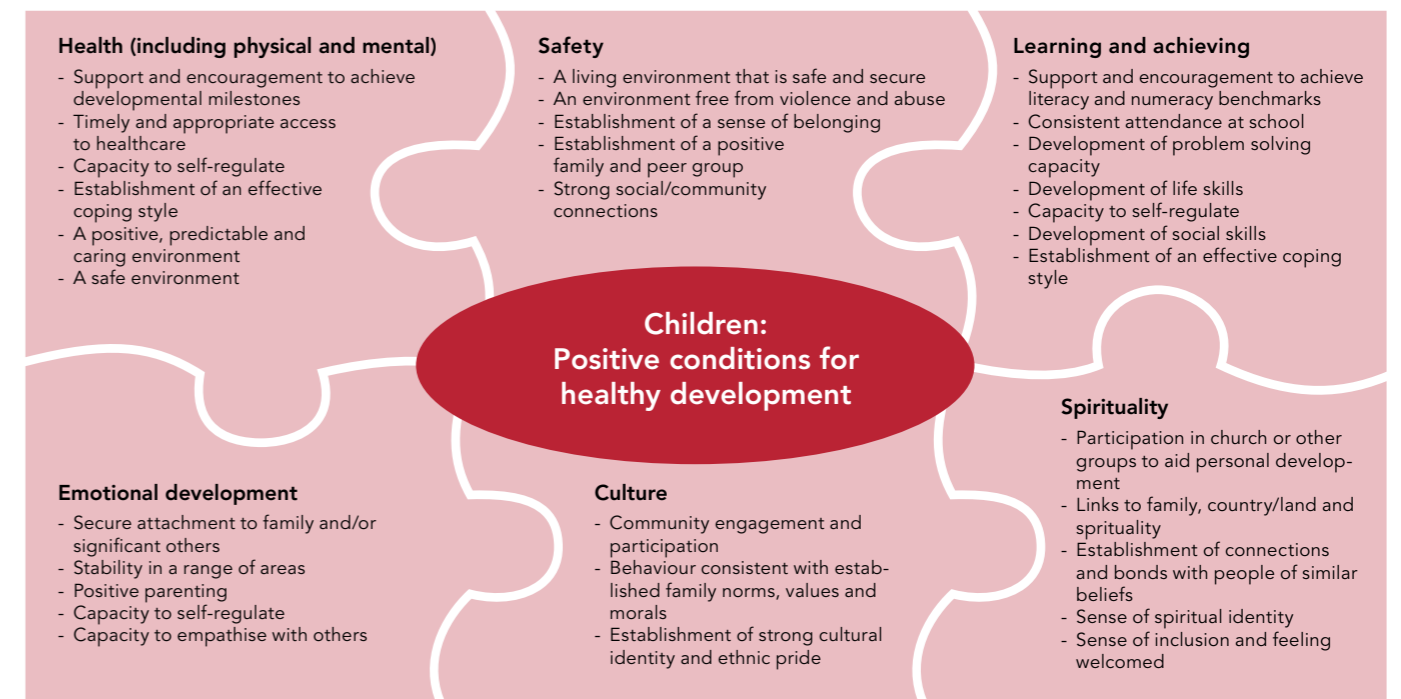 Health (including physical and mental)
- Support and encouragement to achieve
developmental milestones
- Timely and appropriate access
to healthcare
- Capacity to self-regulate
- Establishment of an effective
coping style
- A positive, predictable and
caring environment
- A safe environment
Safety
- A living environment that is safe and secure
- An environment free from violence and abuse
- Establishment of a sense of belonging
- Establishment of a positive
family and peer group
- Strong social/community
connections
Learning and achieving
- Support and encouragement to achieve
literacy and numeracy benchmarks
- Consistent attendance at school
- Development of problem solving
capacity
- Development of life skills
- Capacity to self-regulate
- Development of social skills
- Establishment of an effective coping
style
Children:
Positive conditions for
healthy development
Emotional development
- Secure attachment to family and/or
significant others
- Stability in a range of areas
- Positive parenting
- Capacity to self-regulate
- Capacity to empathise with others
Culture
- Community engagement and
participation
- Behaviour consistent with estab-
lished family norms, values and
morals
- Establishment of strong cultural
identity and ethnic pride
Spirituality
- Participation in church or other
groups to aid personal develop-
ment
- Links to family, country/land and
sprituality
- Establishment of connections
and bonds with people of similar
beliefs
- Sense of spiritual identity
- Sense of inclusion and feeling
welcomed